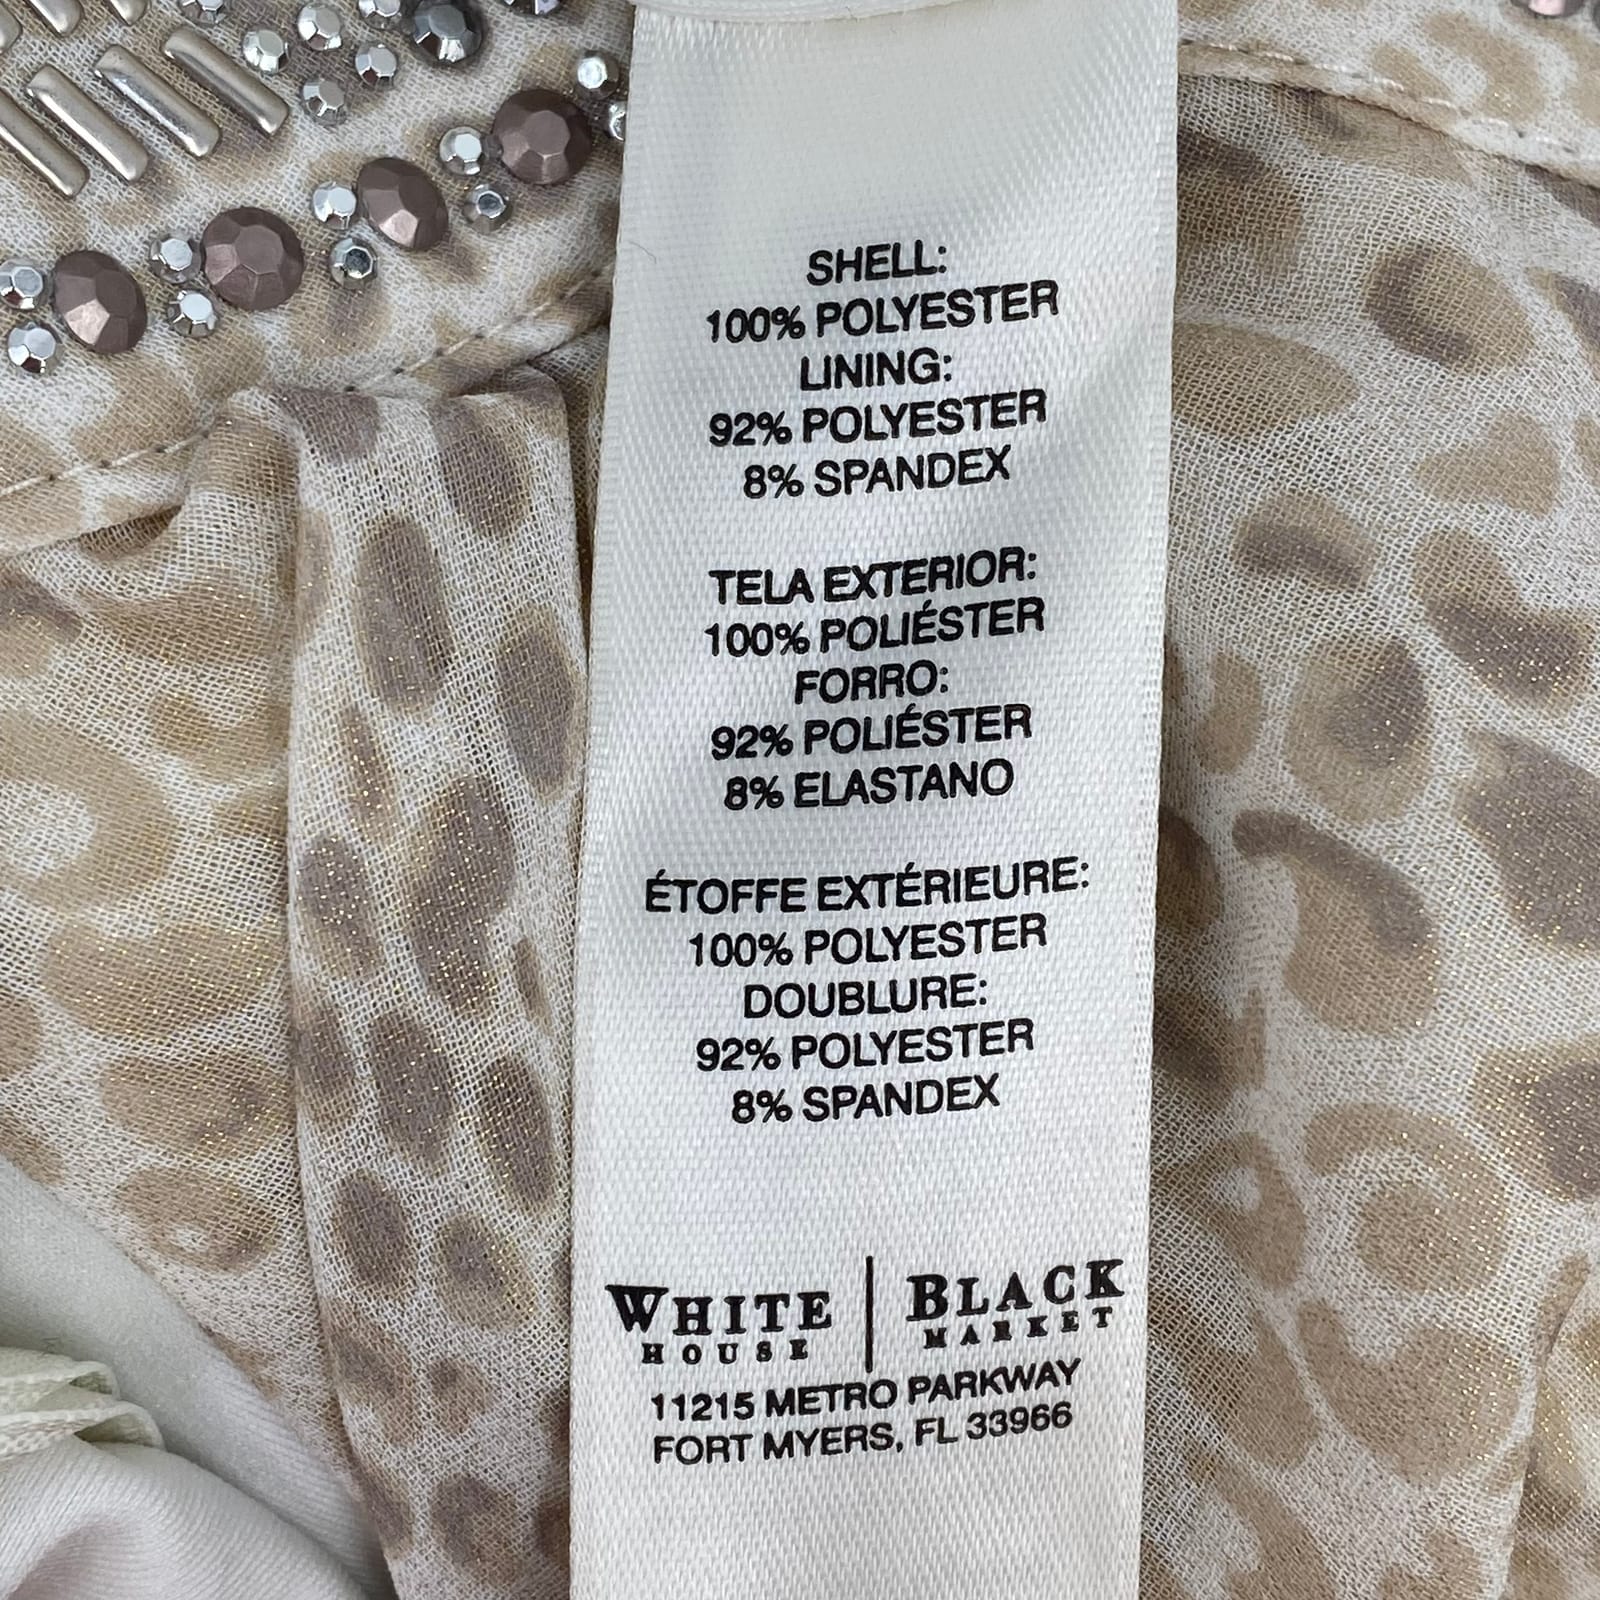 SHELL:
100% POLYESTER
LINING:
92% POLYESTER
8% SPANDEX
TELA EXTERIOR:
100% POLIÉSTER
FORRO:
92% POLIÉSTER
8% ELASTANO
ÉTOFFE EXTÉRIEURE:
100% POLYESTER
DOUBLURE:
92% POLYESTER
8% SPANDEX
WHITE | BLACK
HOUSE MARKET
11215 METRO PARKWAY
FORT MYERS, FL 33966